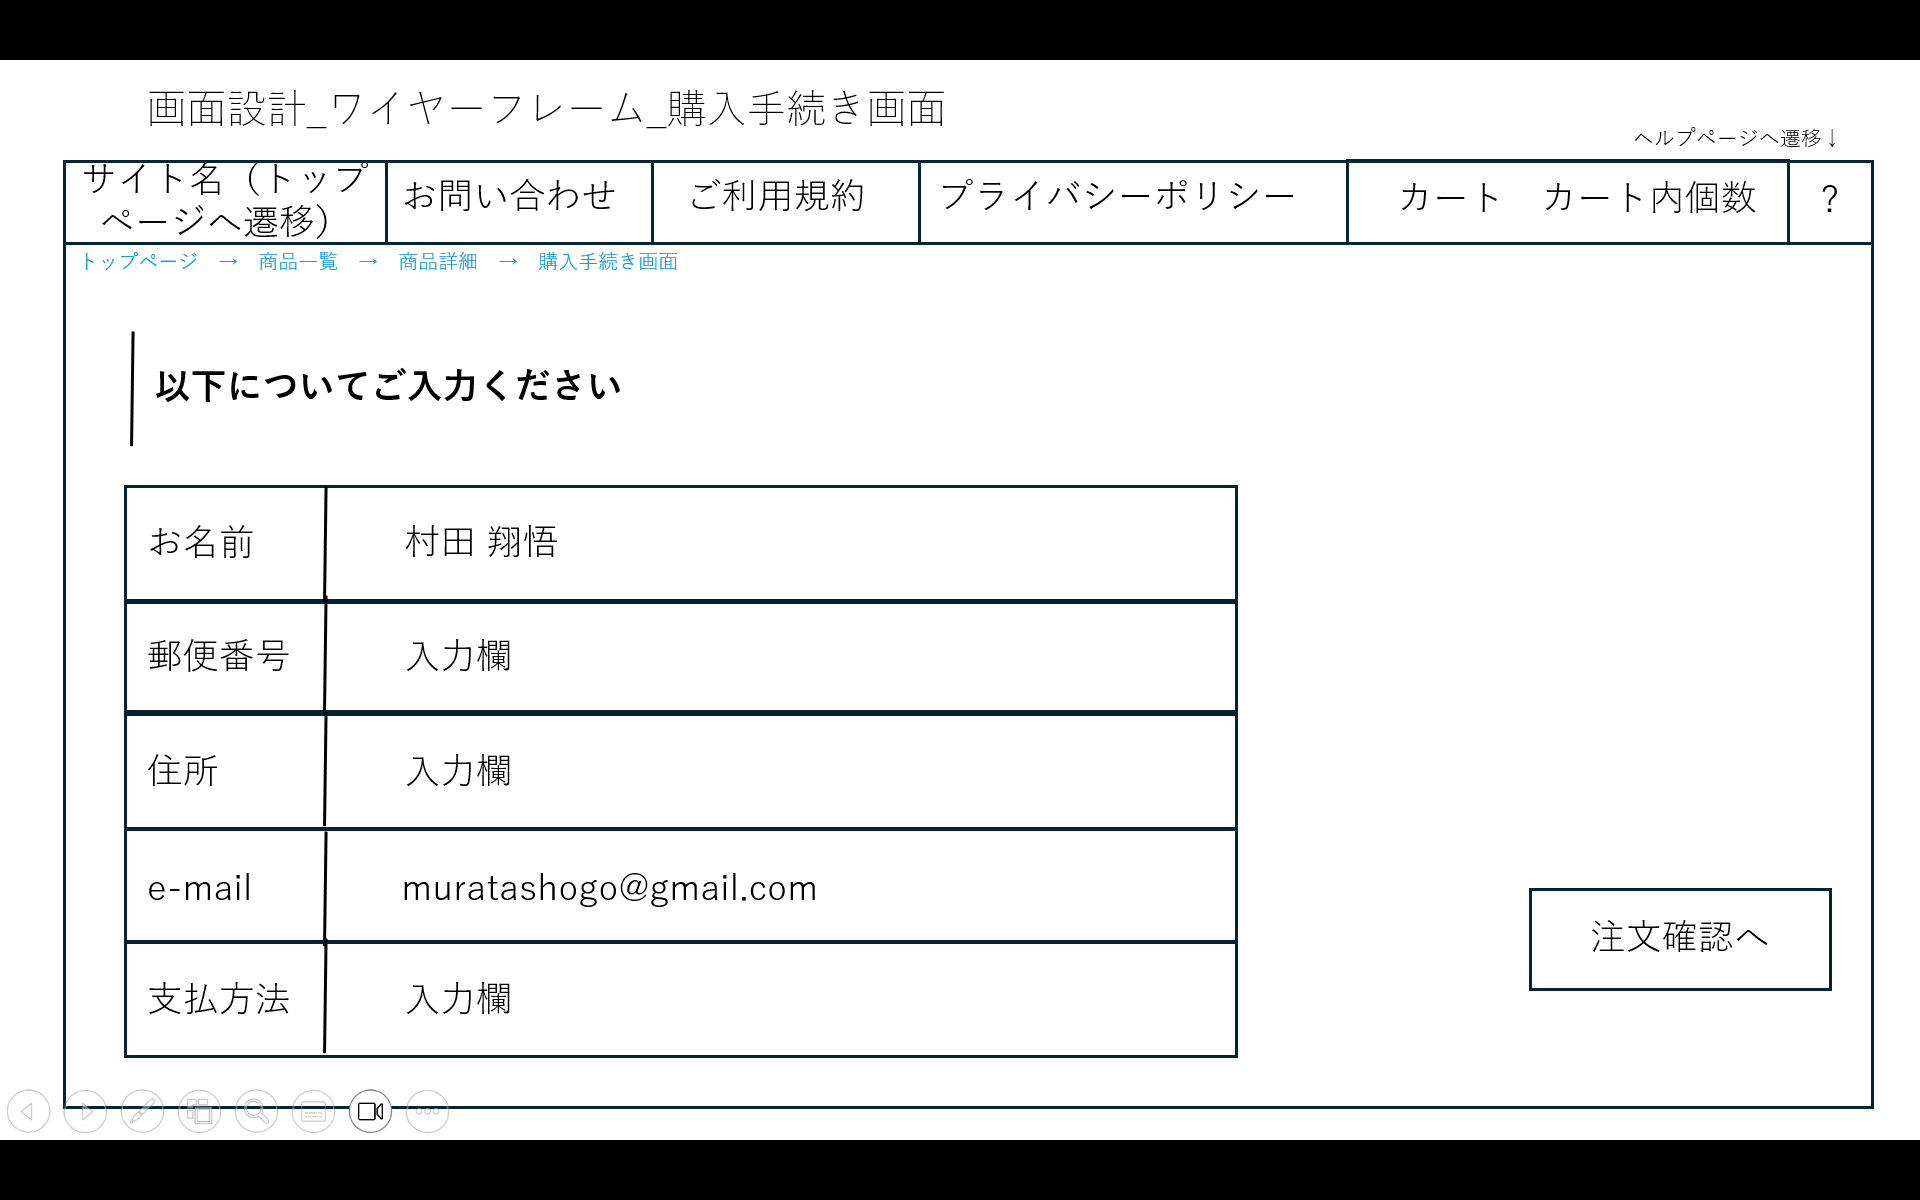 画面設計_ワイヤーフレーム_購入手続き画面
ヘルプページへ遷移↓
サイト名（トップ
ページへ遷移）
お問い合わせ
ご利用規約
プライバシーポリシー
カート　カート内個数
？
トップページ　→　商品一覧　→　商品詳細　→　購入手続き画面
以下についてご入力ください
お名前　村田 翔悟
郵便番号　入力欄
住所　入力欄
e-mail　muratashogo@gmail.com
支払方法　入力欄
注文確認へ